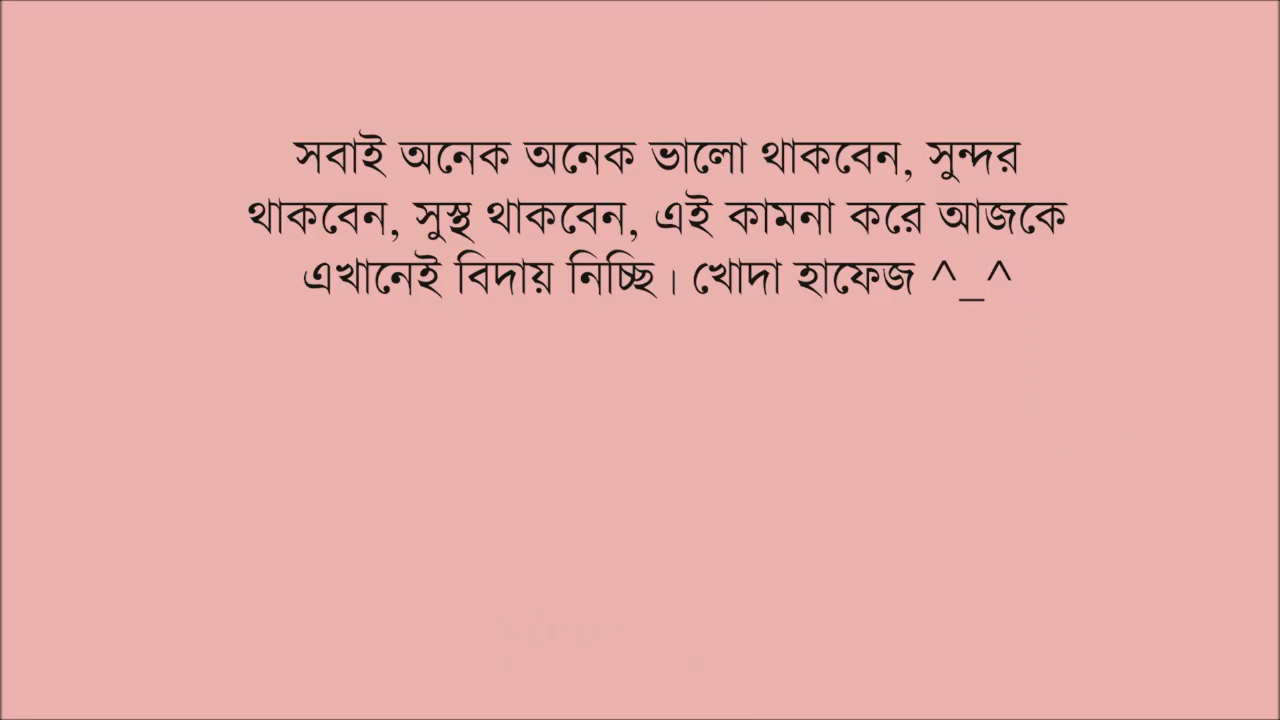 সবাই অনেক অনেক ভালো থাকবেন, সুন্দর
থাকবেন, সুস্থ থাকবেন, এই কামনা করে আজকে
এখানেই বিদায় নিচ্ছি। খোদা হাফেজ ^_^